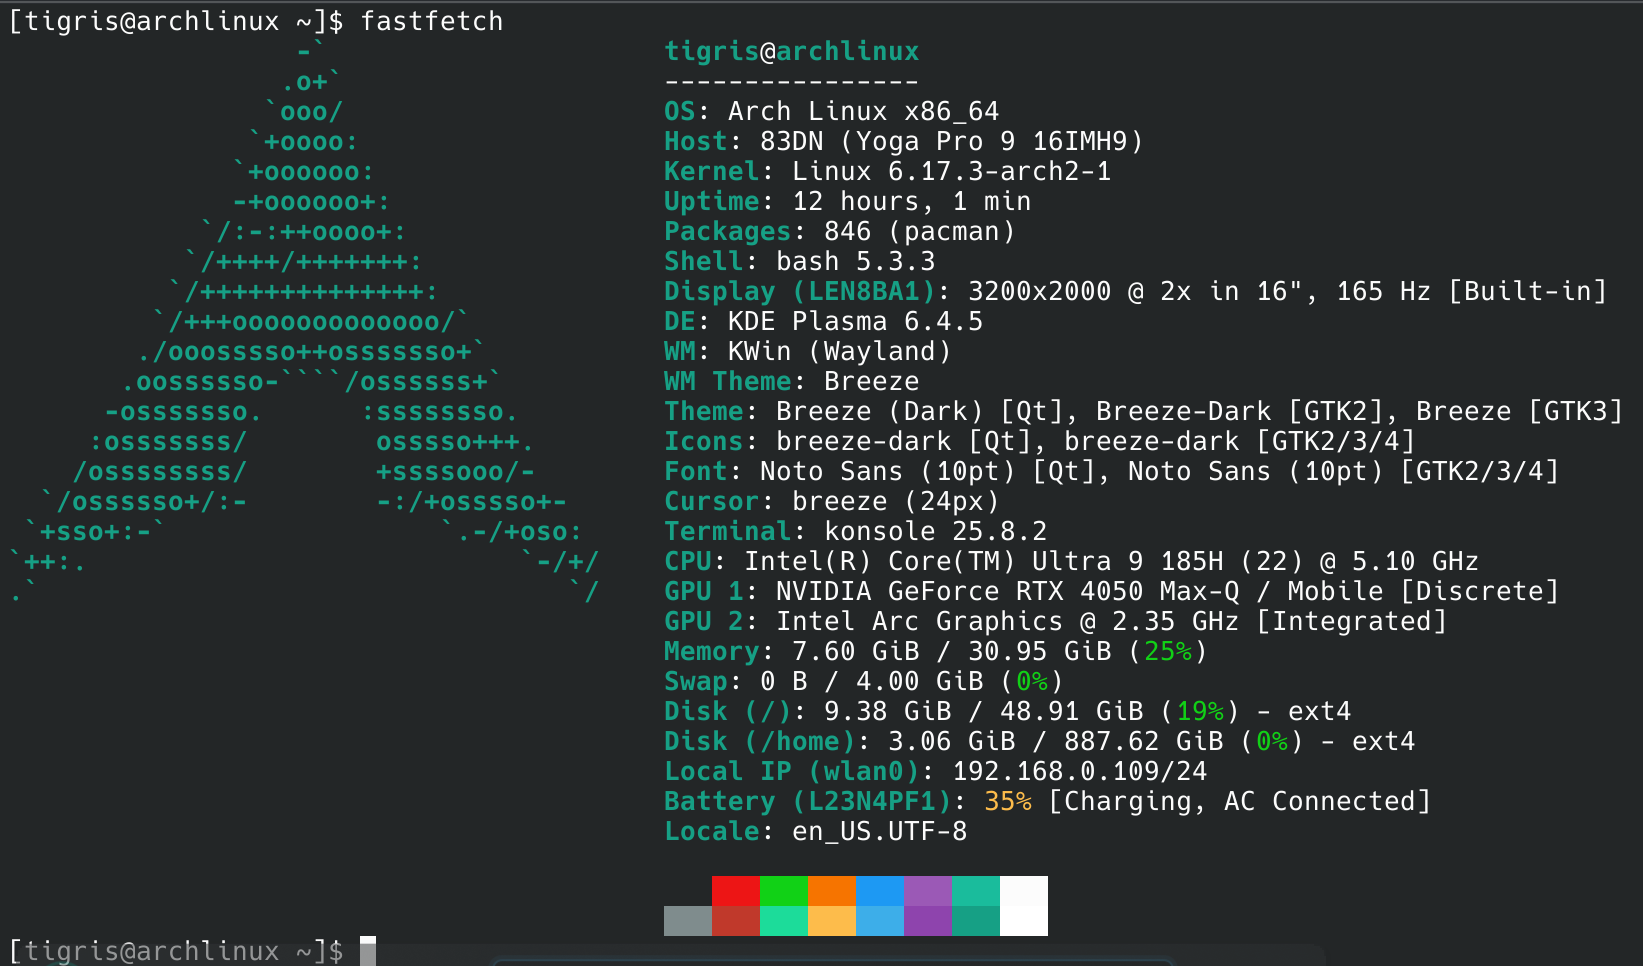 [tigris@archlinux ~]$ fastfetch
                  -`                     tigris@archlinux
                 .o+`                    ----------------
                `ooo/                    OS: Arch Linux x86_64
               `+oooo:                   Host: 83DN (Yoga Pro 9 16IMH9)
              `+oooooo:                  Kernel: Linux 6.17.3-arch2-1
              -+oooooo+:                 Uptime: 12 hours, 1 min
            `/:-:++oooo+:                Packages: 846 (pacman)
           `/++++/+++++++:               Shell: bash 5.3.3
          `/++++++++++++++:              Display (LEN8BA1): 3200x2000 @ 2x in 16", 165 Hz [Built-in]
         `/+++ooooooooooooo/`            DE: KDE Plasma 6.4.5
        ./ooosssso++osssssso+`           WM: KWin (Wayland)
       .oossssso-````/ossssss+`          WM Theme: Breeze
      -osssssso.      :ssssssso.         Theme: Breeze (Dark) [Qt], Breeze-Dark [GTK2], Breeze [GTK3]
     :osssssss/        osssso+++.        Icons: breeze-dark [Qt], breeze-dark [GTK2/3/4]
    /ossssssss/        +ssssooo/-        Font: Noto Sans (10pt) [Qt], Noto Sans (10pt) [GTK2/3/4]
  `/ossssso+/:-        -:/+osssso+-      Cursor: breeze (24px)
 `+sso+:-`                 `.-/+oso:     Terminal: konsole 25.8.2
`++:.                           `-/+/    CPU: Intel(R) Core(TM) Ultra 9 185H (22) @ 5.10 GHz
.`                                 `/    GPU 1: NVIDIA GeForce RTX 4050 Max-Q / Mobile [Discrete]
                                         GPU 2: Intel Arc Graphics @ 2.35 GHz [Integrated]
                                         Memory: 7.60 GiB / 30.95 GiB (25%)
                                         Swap: 0 B / 4.00 GiB (0%)
                                         Disk (/): 9.38 GiB / 48.91 GiB (19%) - ext4
                                         Disk (/home): 3.06 GiB / 887.62 GiB (0%) - ext4
                                         Local IP (wlan0): 192.168.0.109/24
                                         Battery (L23N4PF1): 35% [Charging, AC Connected]
                                         Locale: en_US.UTF-8
[tigris@archlinux ~]$